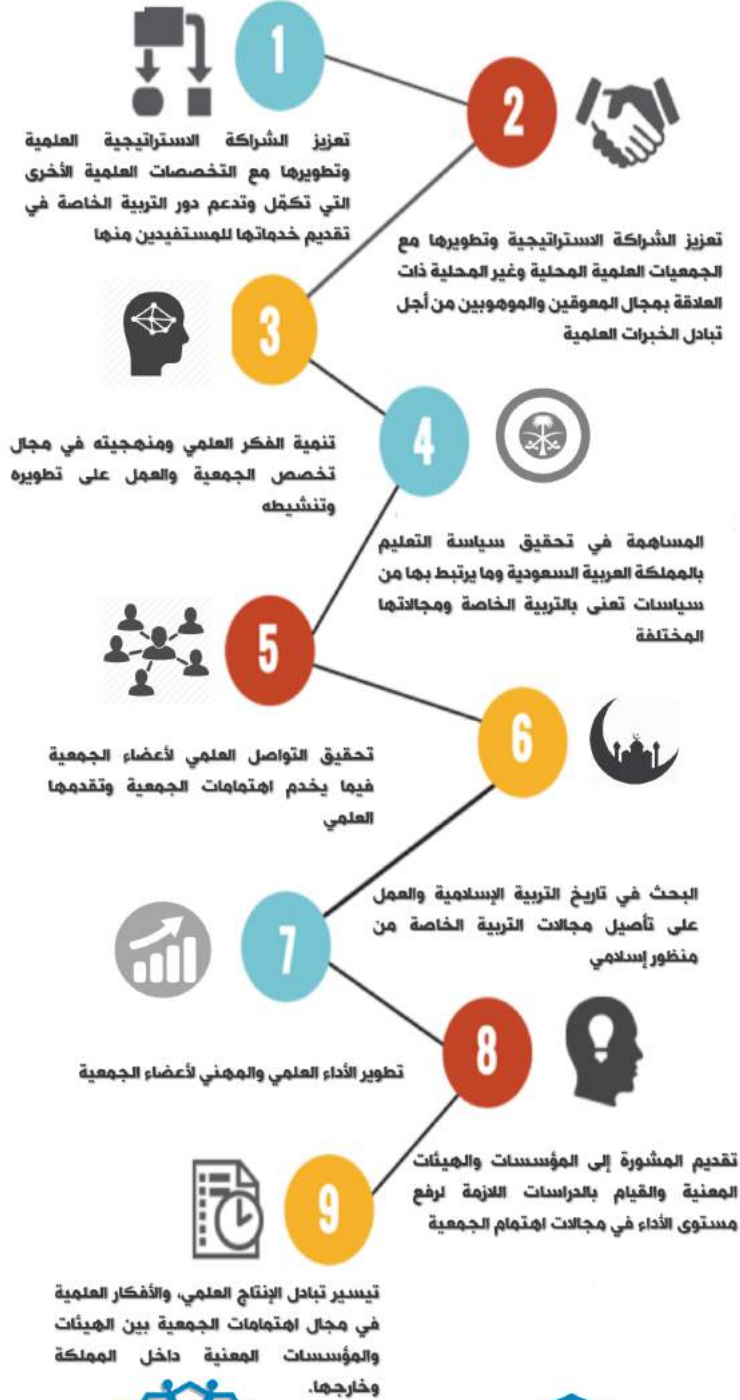 1
تعزيز الشراكة الاستراتيجية العلمية
وتطويرها مع التخصصات العلمية الأخرى
التي تكمّل وتدعم دور التربية الخاصة في
تقديم خدماتها للمستفيدين منها
2
تعزيز الشراكة الاستراتيجية وتطويرها مع
الجمعيات العلمية المحلية وغير المحلية ذات
العلاقة بمجال المعوقين والموهوبين من أجل
تبادل الخبرات العلمية
3
تنمية الفكر العلمي ومنهجيته في مجال
تخصص الجمعية والعمل على تطويره
وتنشيطه
4
المساهمة في تحقيق سياسة التعليم
بالمملكة العربية السعودية وما يرتبط بها من
سياسات تعنى بالتربية الخاصة ومجالاتها
المختلفة
5
تحقيق التواصل العلمي لأعضاء الجمعية
فيما يخدم اهتمامات الجمعية وتقدمها
العلمي
6
البحث في تاريخ التربية الإسلامية والعمل
على تأصيل مجالات التربية الخاصة من
منظور إسلامي
7
تطوير الأداء العلمي والمهني لأعضاء الجمعية
8
تقديم المشورة إلى المؤسسات والهيئات
المعنية والقيام بالدراسات اللازمة لرفع
مستوى الأداء في مجالات اهتمام الجمعية
9
تيسير تبادل الإنتاج العلمي، والأفكار العلمية
في مجال اهتمامات الجمعية بين الهيئات
والمؤسسات المعنية داخل المملكة
وخارجها.